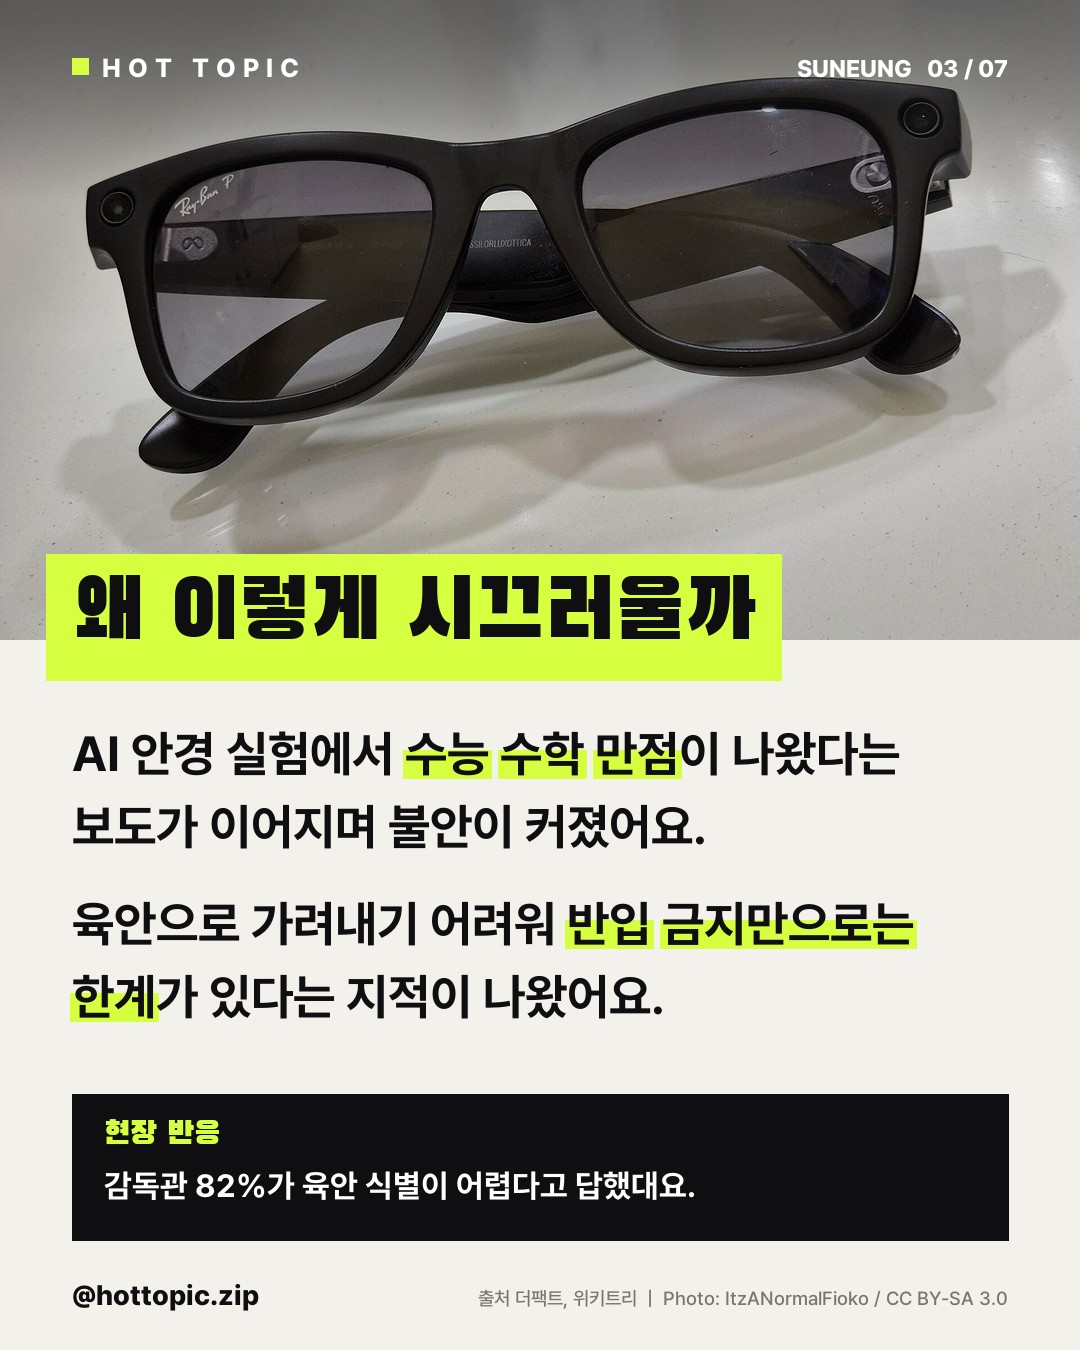 HOT TOPIC
SUNEUNG 03 / 07
Ray-Ban P
SSILORLUXOTTICA
왜 이렇게 시끄러울까
AI 안경 실험에서 수능 수학 만점이 나왔다는
보도가 이어지며 불안이 커졌어요.
육안으로 가려내기 어려워 반입 금지만으로는
한계가 있다는 지적이 나왔어요.
현장 반응
감독관 82%가 육안 식별이 어렵다고 답했대요.
@hottopic.zip
출처 더팩트, 위키트리 | Photo: ItzANormalFioko / CC BY-SA 3.0